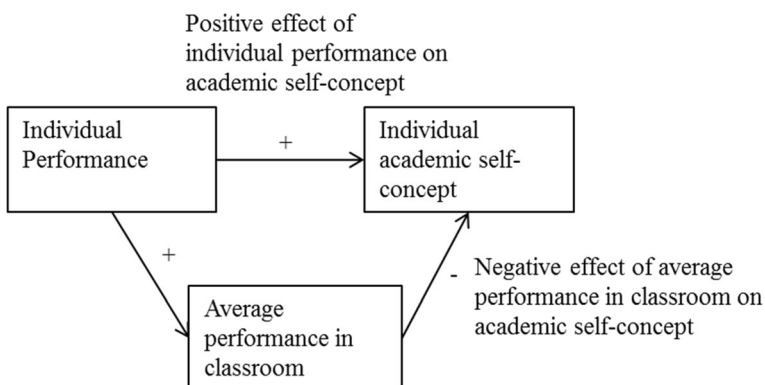 Positive effect of
individual performance on
academic self-concept
Individual
Performance
+
Individual
academic self-
concept
+
Average
performance in
classroom
-
Negative effect of average
performance in classroom on
academic self-concept